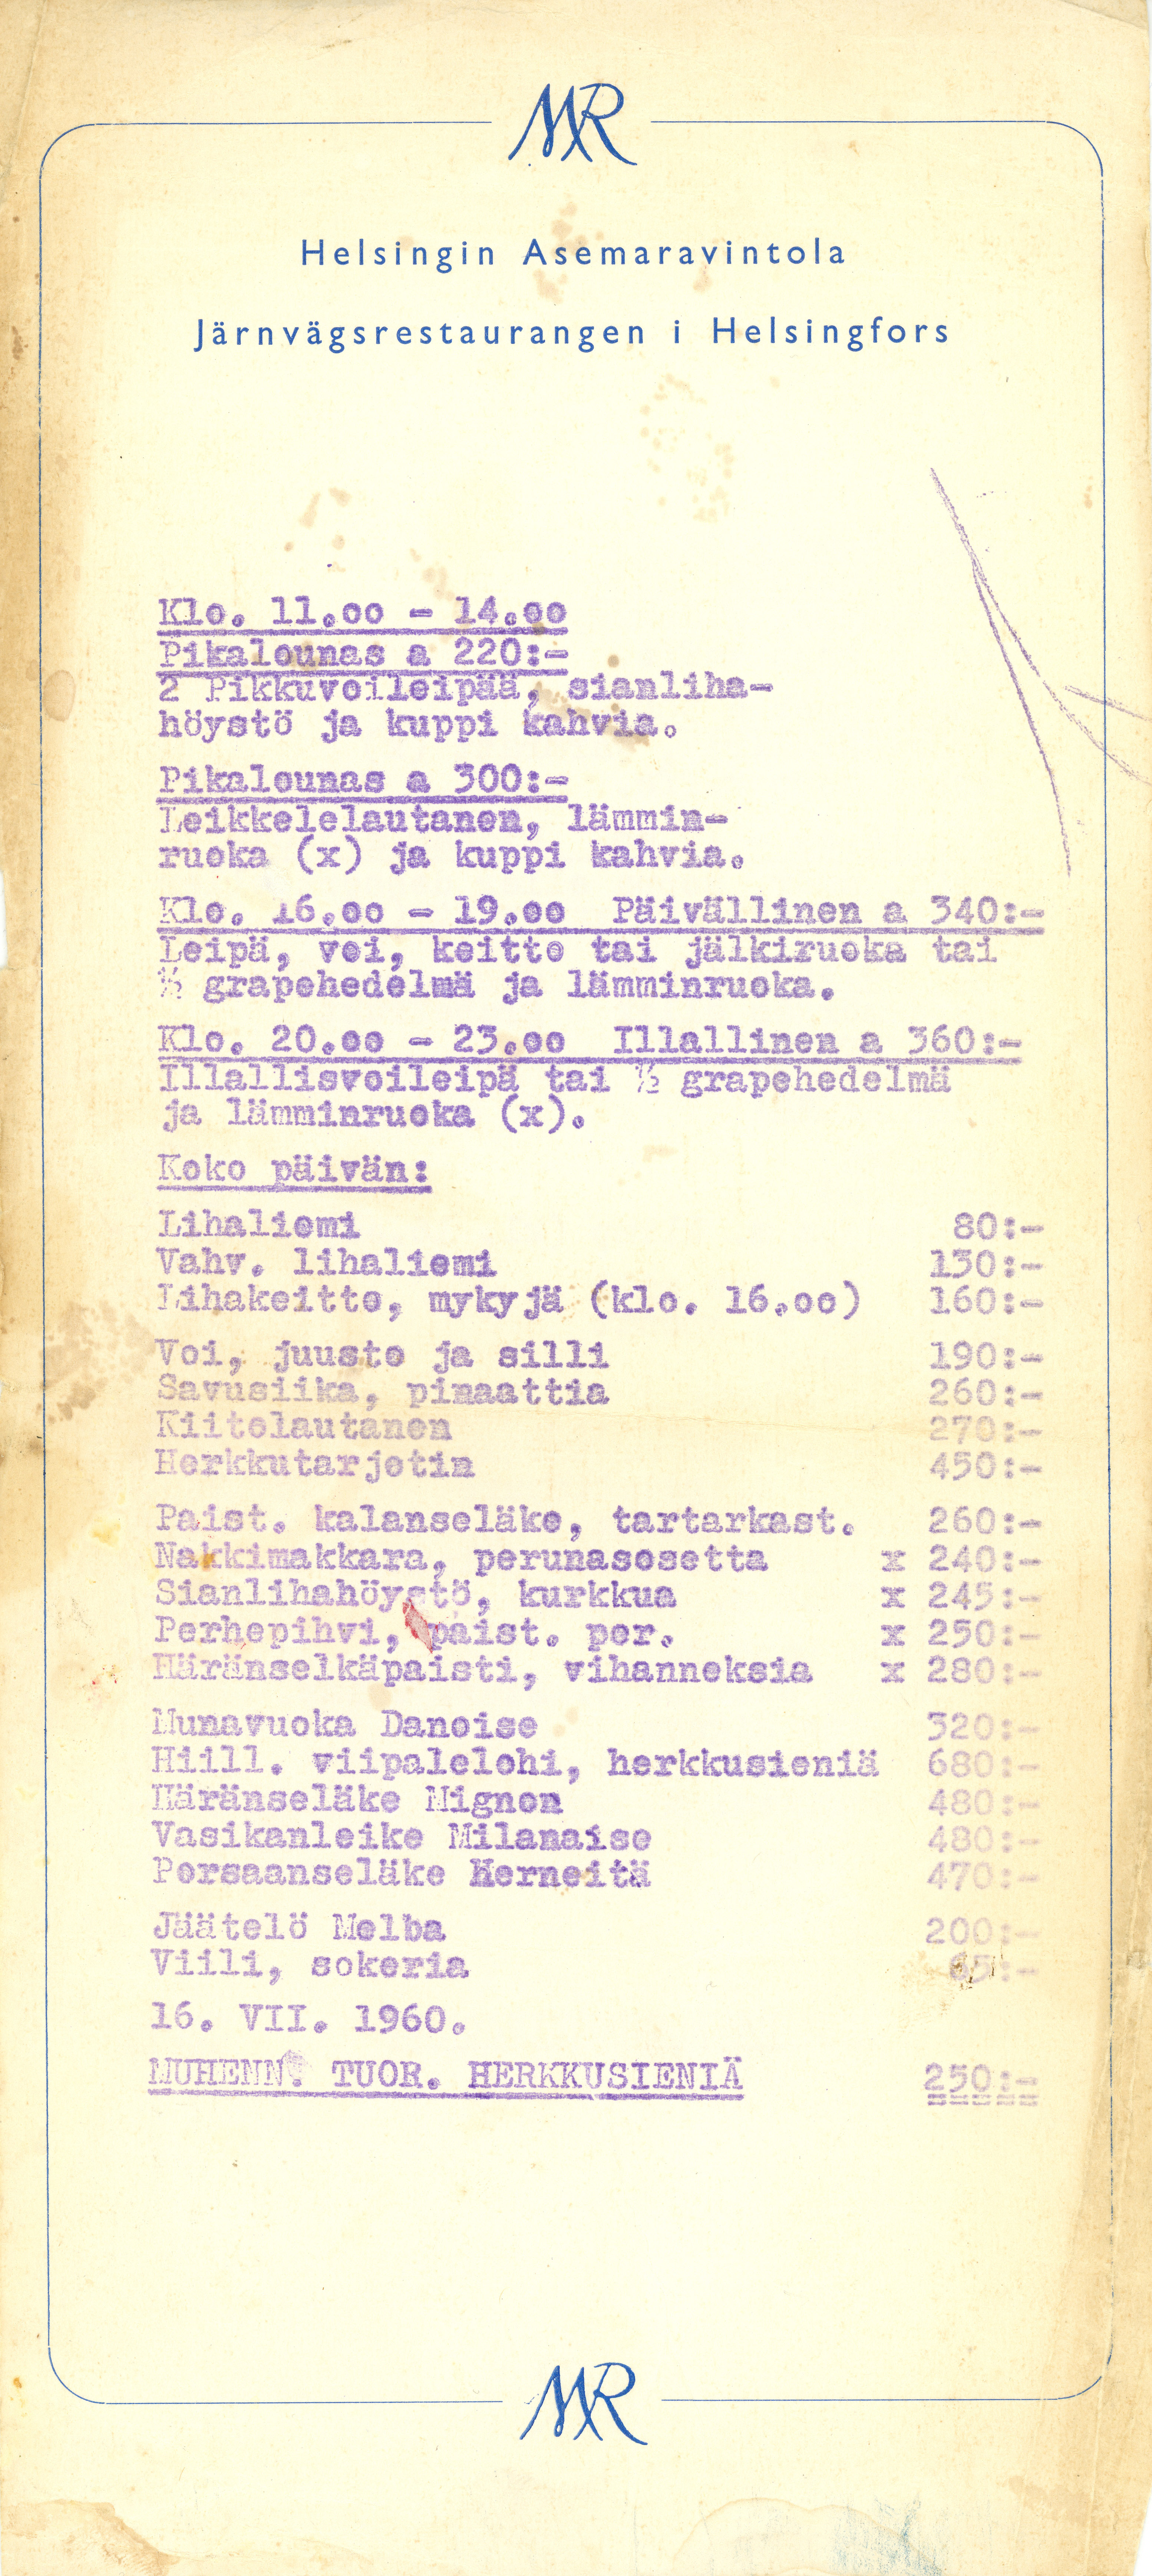 MR
Helsingin Asemaravintola
Järnvägsrestaurangen i Helsingfors
Klo. 11.oo - 14.oo
Pikalounas a 220:-
2 Pikkuvoileipää, sianliha-
höystö ja kuppi kahvia.
Pikalounas a 300:-
Leikkelelautanen, lämmin-
ruoka (x) ja kuppi kahvia.
Klo. 16.oo - 19.oo Päivällinen a 340:-
Leipä, voi, keitto tai jälkiruoka tai
½ grapehedelmä ja lämminruoka.
Klo. 20.oo - 23.oo Illallinen a 360:-
Illallisvoileipä tai ½ grapehedelmä
ja lämminruoka (x).
Koko päivän:
Lihaliemi 80:-
Vahv. lihaliemi 130:-
Lihakeitto, mykyjä (klo. 16.oo) 160:-
Voi, juusto ja silli 190:-
Savusiika, pinaattia 260:-
Kiitolautanen 270:-
Herkkutarjotin 450:-
Paist. kalanseläke, tartarkast. 260:-
Nakkimakkara, perunasosetta x 240:-
Sianlihahöystö, kurkkua x 245:-
Perhepihvi, paist. per. x 250:-
Häränselkäpaisti, vihanneksia x 280:-
Munavuoka Danoise 320:-
Hiill. viipalelohi, herkkusieniä 680:-
Häränseläke Mignon 480:-
Vasikanleike Milanaise 480:-
Porsaanseläke Herneitä 470:-
Jäätelö Melba 200:-
Viili, sokeria 65:-
16. VII. 1960.
MUHENN. TUOR. HERKKUSIENIÄ 250:-
MR